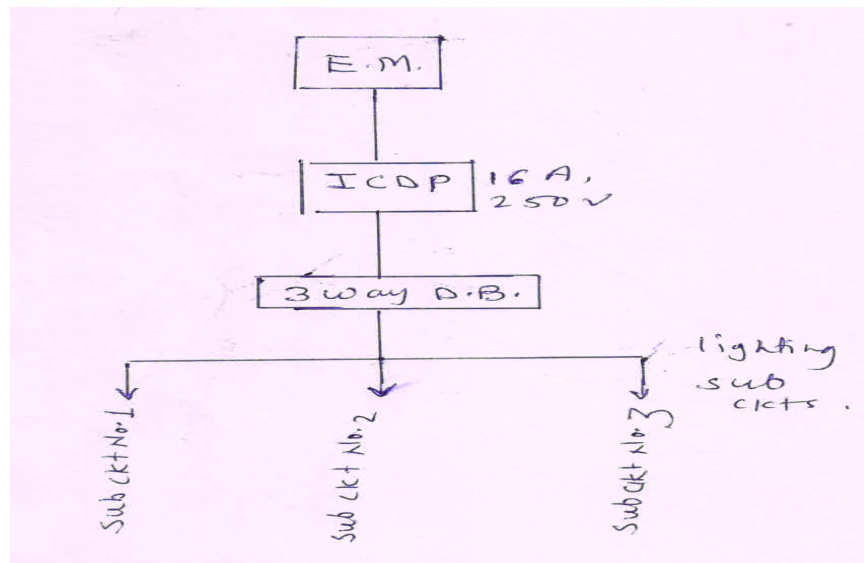 E.M.
ICDP
16 A,
250 v
3 way D.B.
lighting
sub
ckts.
Sub ckt No.1
Sub ckt No.2
Sub ckt No.3